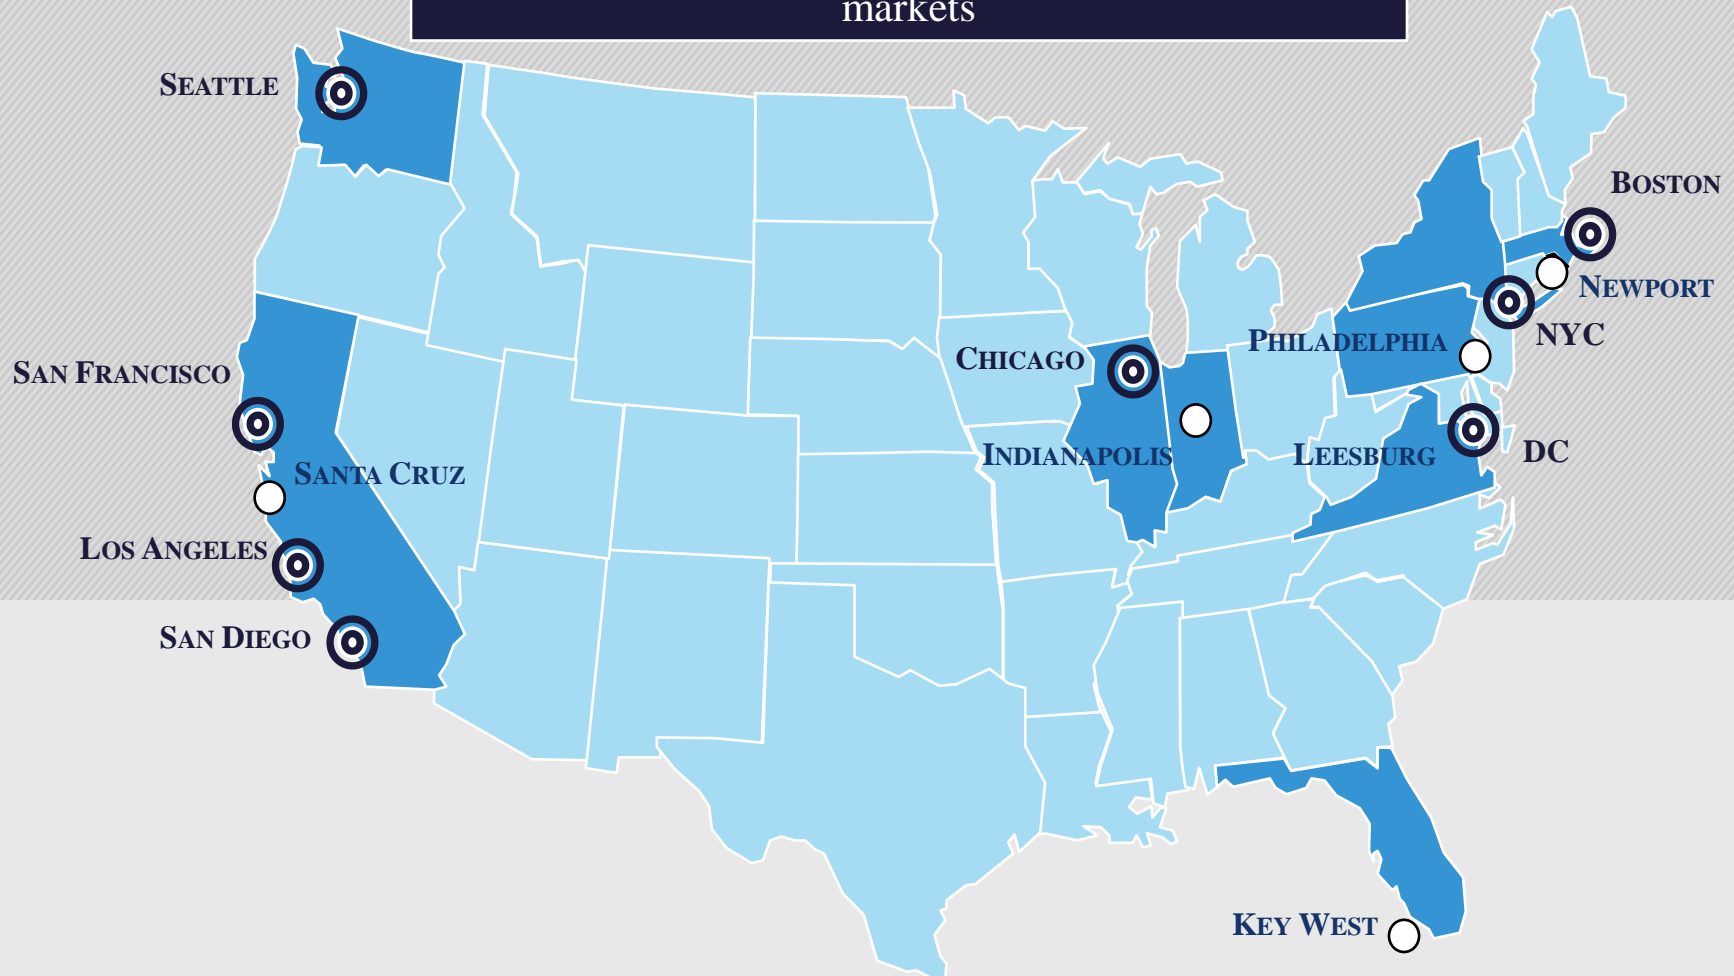 markets
SEATTLE
BOSTON
NEWPORT
NYC
PHILADELPHIA
CHICAGO
SAN FRANCISCO
DC
INDIANAPOLIS
LEESBURG
SANTA CRUZ
LOS ANGELES
SAN DIEGO
KEY WEST